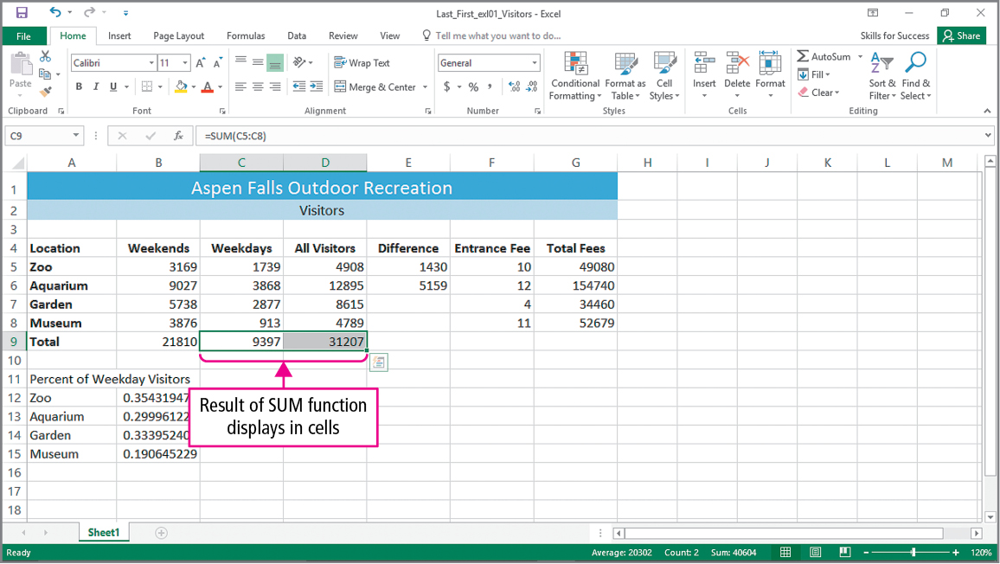 Last_First_exl01_Visitors - Excel
File Home Insert Page Layout Formulas Data Review View Tell me what you want to do... Skills for Success Share
Paste
Clipboard
Calibri 11
B I U A
Font
Wrap Text
Merge & Center
Alignment
General
$ % ,
Number
Conditional Formatting
Format as Table
Cell Styles
Styles
Insert Delete Format
Cells
AutoSum
Fill
Clear
Sort & Filter
Find & Select
Editing
C9 fx =SUM(C5:C8)
A B C D E F G H I J K L M
1 Aspen Falls Outdoor Recreation
2 Visitors
3
4 Location Weekends Weekdays All Visitors Difference Entrance Fee Total Fees
5 Zoo 3169 1739 4908 1430 10 49080
6 Aquarium 9027 3868 12895 5159 12 154740
7 Garden 5738 2877 8615 4 34460
8 Museum 3876 913 4789 11 52679
9 Total 21810 9397 31207
10
11 Percent of Weekday Visitors
12 Zoo 0.35431947
13 Aquarium 0.29996122
14 Garden 0.33395240
15 Museum 0.190645229
16
17
18
Result of SUM function
displays in cells
Sheet1
Ready Average: 20302 Count: 2 Sum: 40604 120%